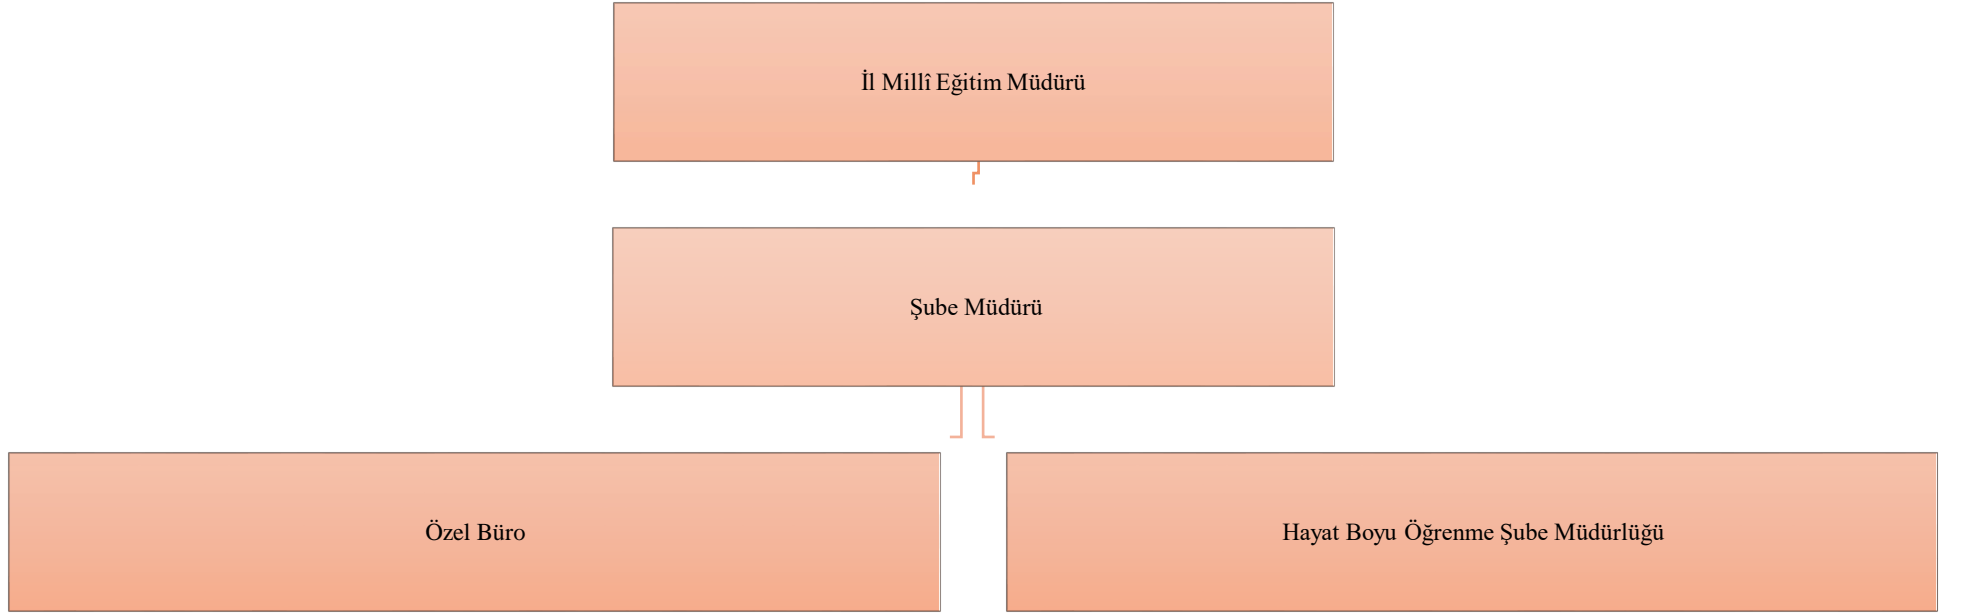 İl Millî Eğitim Müdürü
Şube Müdürü
Özel Büro
Hayat Boyu Öğrenme Şube Müdürlüğü